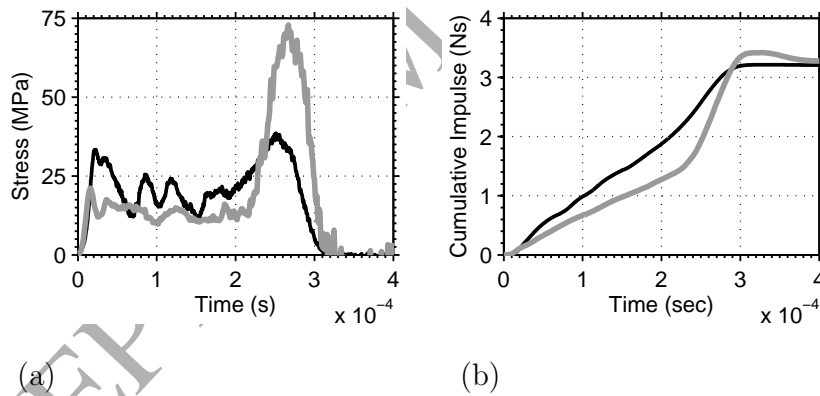 75
50
25
0
Stress (MPa)
0 1 2 3 4
Time (s)
x 10⁻⁴
(a)
4
3
2
1
0
Cumulative Impulse (Ns)
0 1 2 3 4
Time (sec)
x 10⁻⁴
(b)